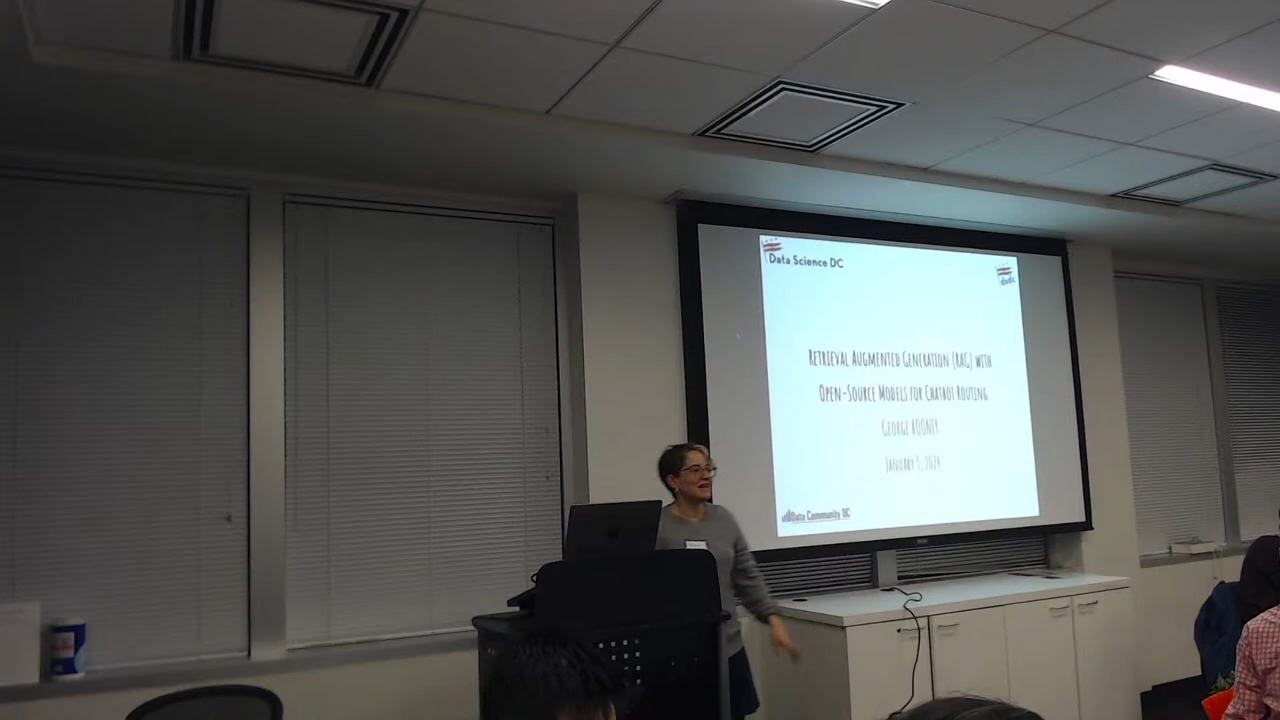 Data Science DC
dsdc
Retrieval Augmented Generation (RAG) with
Open-Source Models for Chatbot Routing
George ROONEY
Data Community DC